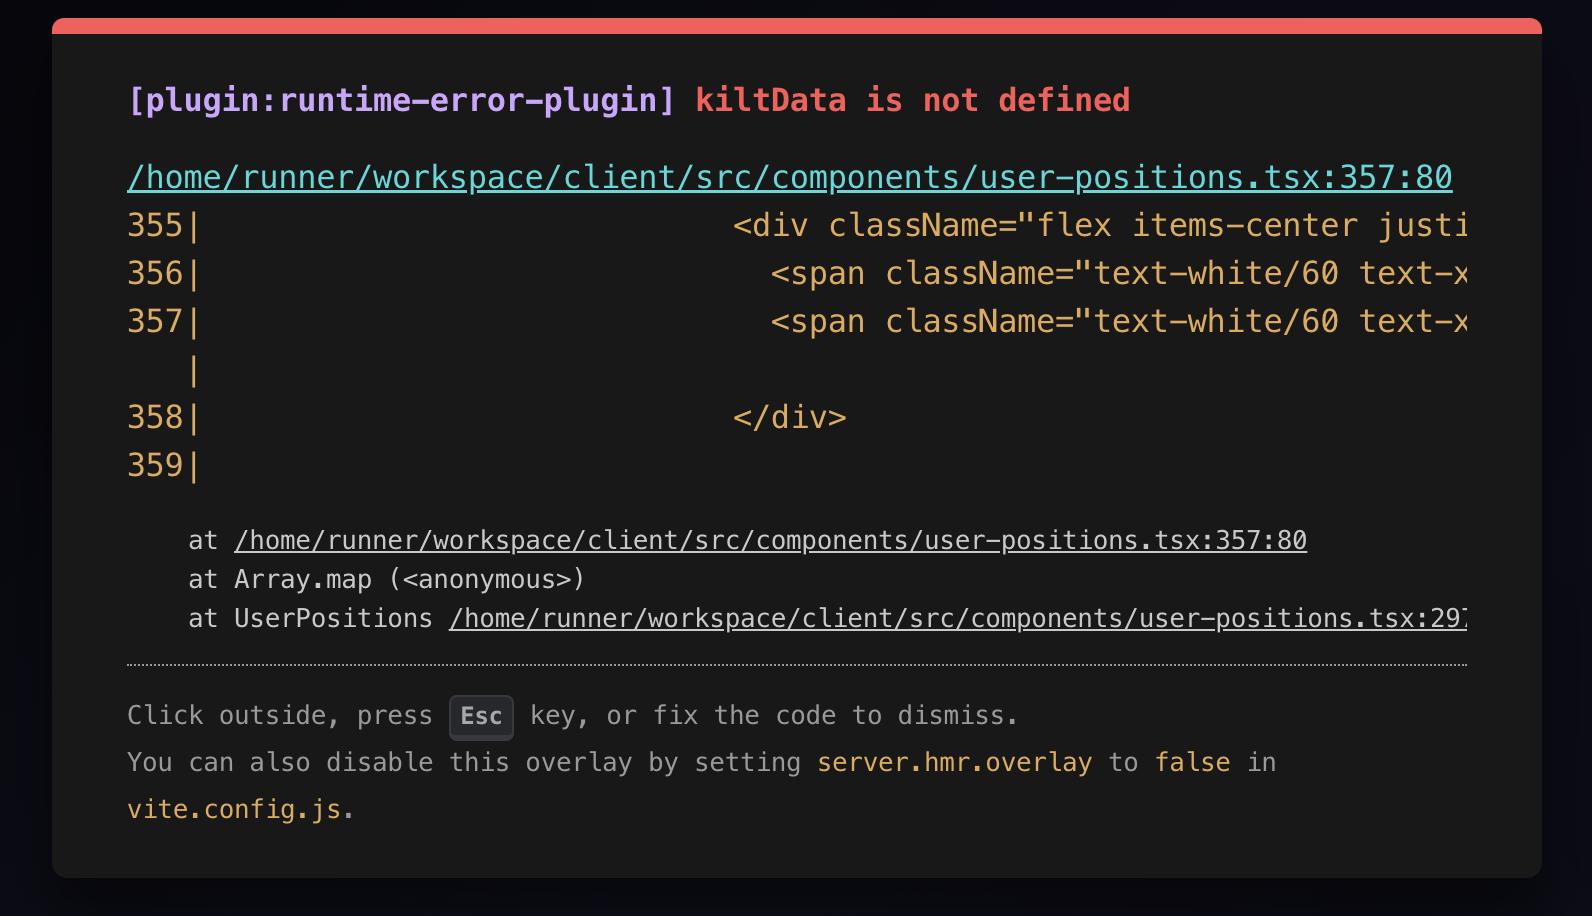 [plugin:runtime-error-plugin] kiltData is not defined
/home/runner/workspace/client/src/components/user-positions.tsx:357:80
355|                            <div className="flex items-center justi
356|                              <span className="text-white/60 text-x
357|                              <span className="text-white/60 text-x
   |
358|                            </div>
359|
at /home/runner/workspace/client/src/components/user-positions.tsx:357:80
at Array.map (<anonymous>)
at UserPositions /home/runner/workspace/client/src/components/user-positions.tsx:297
Click outside, press Esc key, or fix the code to dismiss.
You can also disable this overlay by setting server.hmr.overlay to false in
vite.config.js.